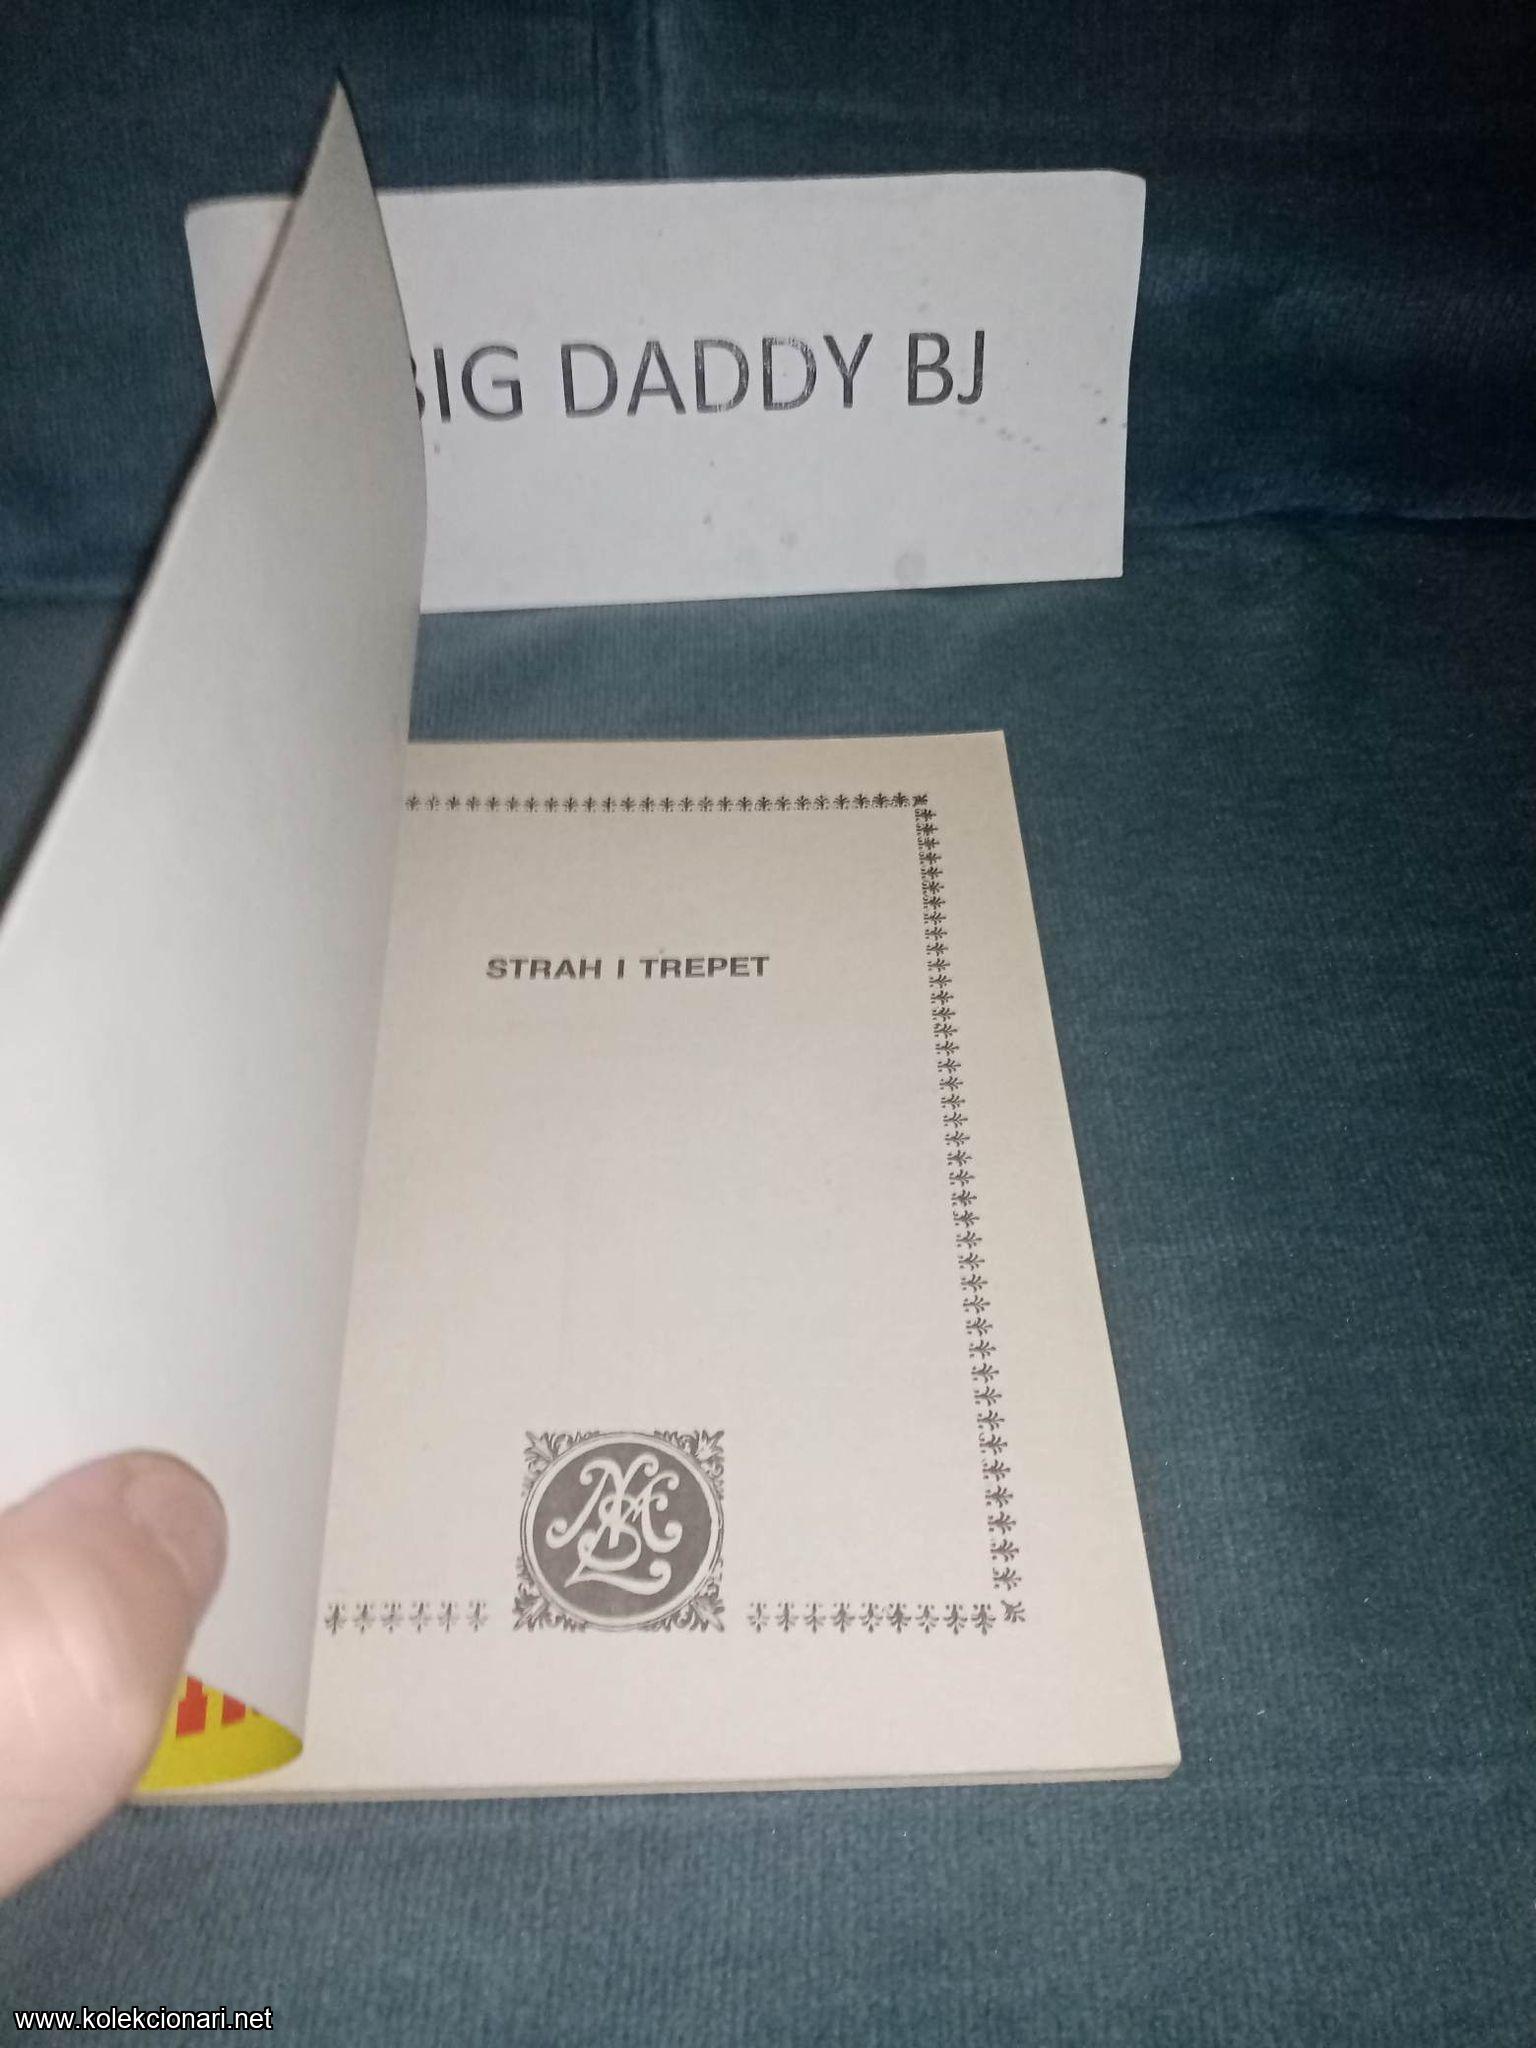 BIG DADDY BJ
STRAH I TREPET
www.kolekcionari.net